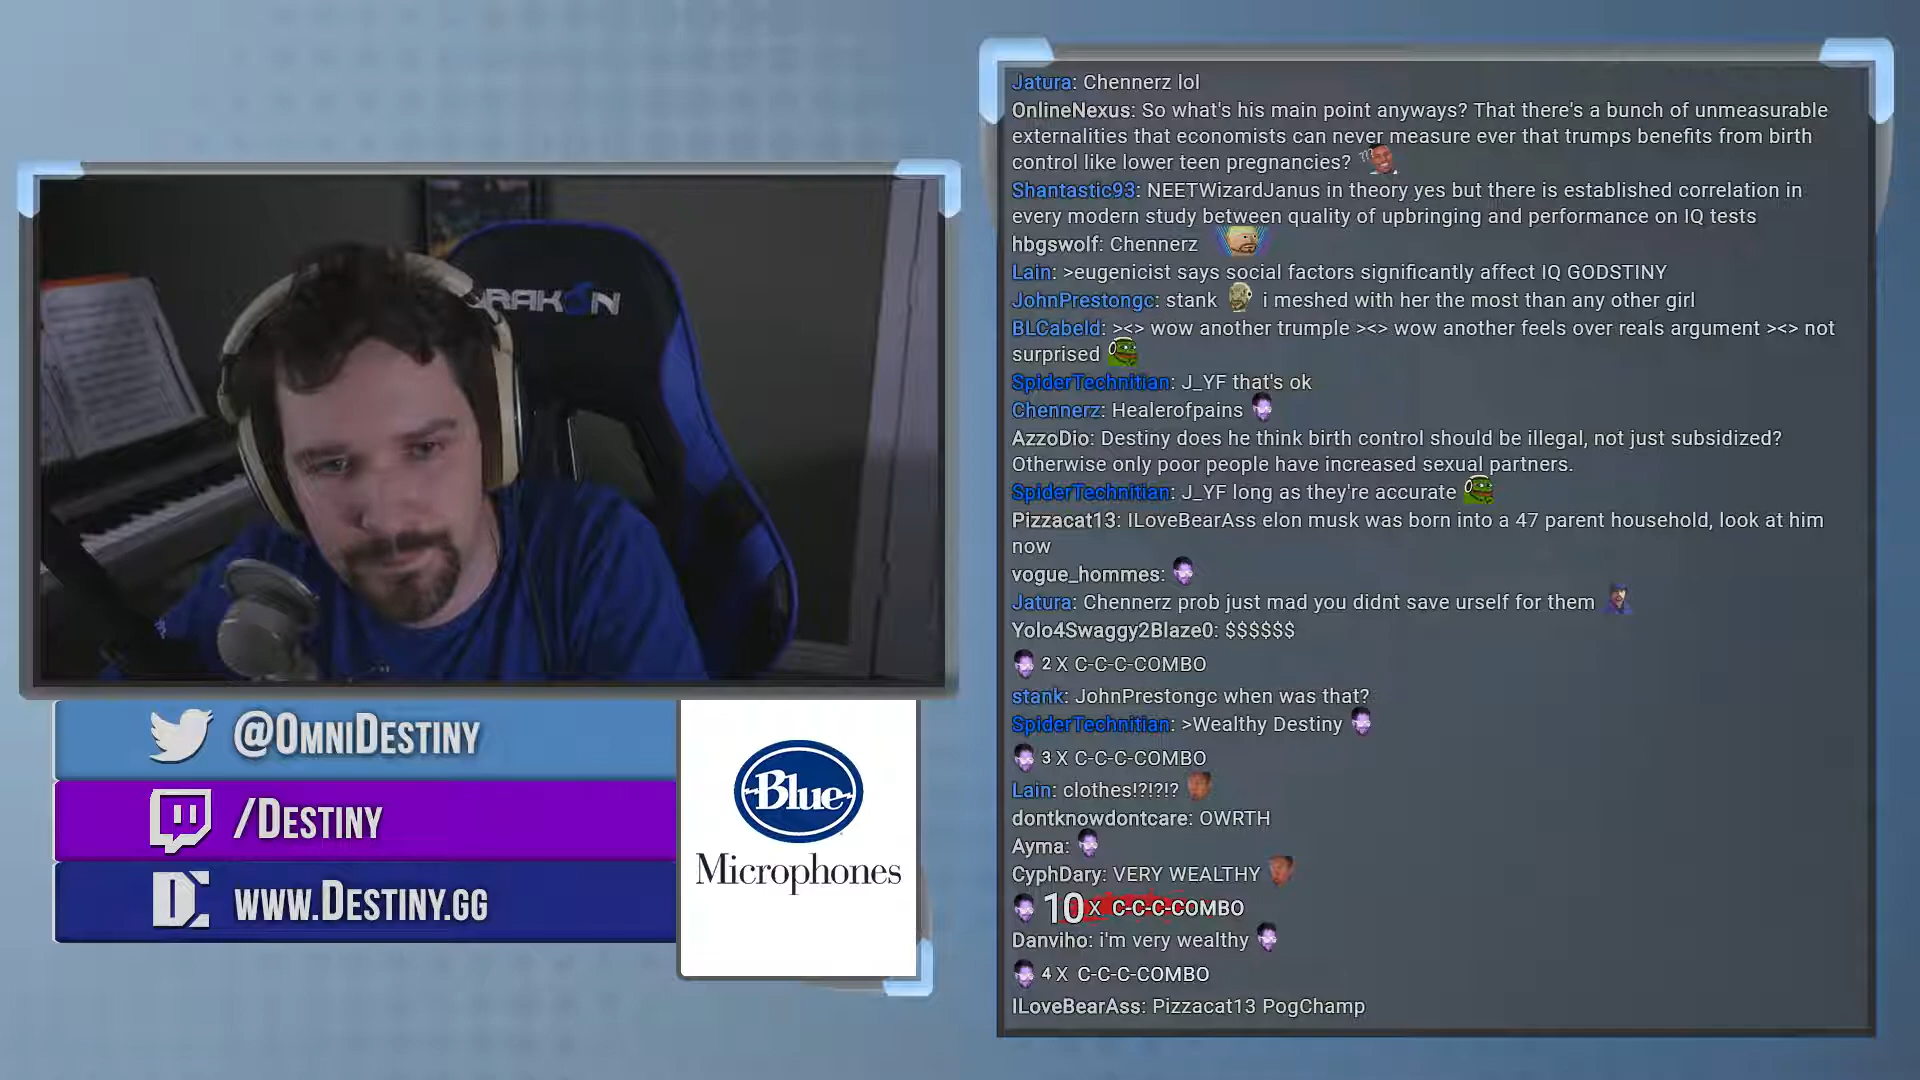 Jatura: Chennerz lol
OnlineNexus: So what's his main point anyways? That there's a bunch of unmeasurable
externalities that economists can never measure ever that trumps benefits from birth
control like lower teen pregnancies?
Shantastic93: NEETWizardJanus in theory yes but there is established correlation in
every modern study between quality of upbringing and performance on IQ tests
hbgswolf: Chennerz
Lain: >eugenicist says social factors significantly affect IQ GODSTINY
JohnPrestongc: stank i meshed with her the most than any other girl
BLCabeld: ><> wow another trumple ><> wow another feels over reals argument ><> not
surprised
SpiderTechnitian: J_YF that's ok
Chennerz: Healerofpains
AzzoDio: Destiny does he think birth control should be illegal, not just subsidized?
Otherwise only poor people have increased sexual partners.
SpiderTechnitian: J_YF long as they're accurate
Pizzacat13: ILoveBearAss elon musk was born into a 47 parent household, look at him
now
vogue_hommes:
Jatura: Chennerz prob just mad you didnt save urself for them
Yolo4Swaggy2Blaze0: $$$$$$
2 X C-C-C-COMBO
stank: JohnPrestongc when was that?
SpiderTechnitian: >Wealthy Destiny
3 X C-C-C-COMBO
Lain: clothes!?!?!?
dontknowdontcare: OWRTH
Ayma:
CyphDary: VERY WEALTHY
10 X C-C-C-COMBO
Danviho: i'm very wealthy
4 X C-C-C-COMBO
ILoveBearAss: Pizzacat13 PogChamp
RAK N
@OmniDestiny
/Destiny
www.Destiny.gg
Blue
Microphones